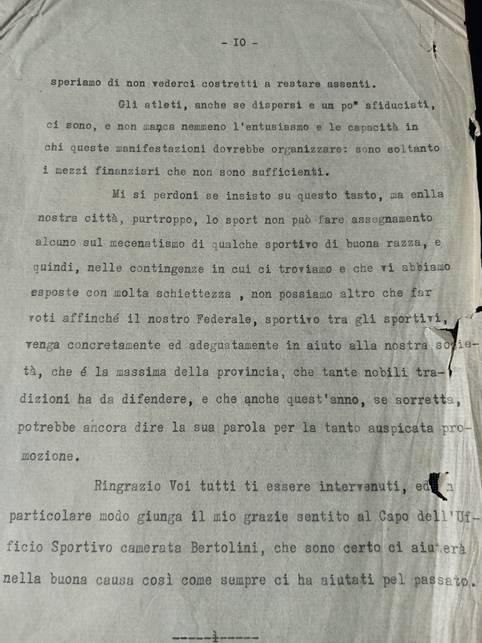 - 10 -
speriamo di non vederci costretti a restare assenti.
Gli atleti, anche se dispersi e un po" sfiduciati,
ci sono, e non manca nemmeno l'entusiasmo e le capacità in
chi queste manifestazioni dovrebbe organizzare: sono soltanto
i mezzi finanziari che non sono sufficienti.
Mi si perdoni se insisto su questo tasto, ma enlla
nostra città, purtroppo, lo sport non può fare assegnamento
alcuno sul mecenatismo di qualche sportivo di buona razza, e
quindi, nelle contingenze in cui ci troviamo e che vi abbiamo
esposte con molta schiettezza , non possiamo altro che far
voti affinché il nostro Federale, sportivo tra gli sportivi,
venga concretamente ed adeguatamente in aiuto alla nostra socie-
tà, che é la massima della provincia, che tante nobili tra-
dizioni ha da difendere, e che anche quest'anno, se sorretta,
potrebbe ancora dire la sua parola per la tanto auspicata pro-
mozione.
Ringrazio Voi tutti ti essere intervenuti, ed
particolare modo giunga il mio grazie sentito al Capo dell'Uf-
ficio Sportivo camerata Bertolini, che sono certo ci aiuterà
nella buona causa così come sempre ci ha aiutati pel passato.